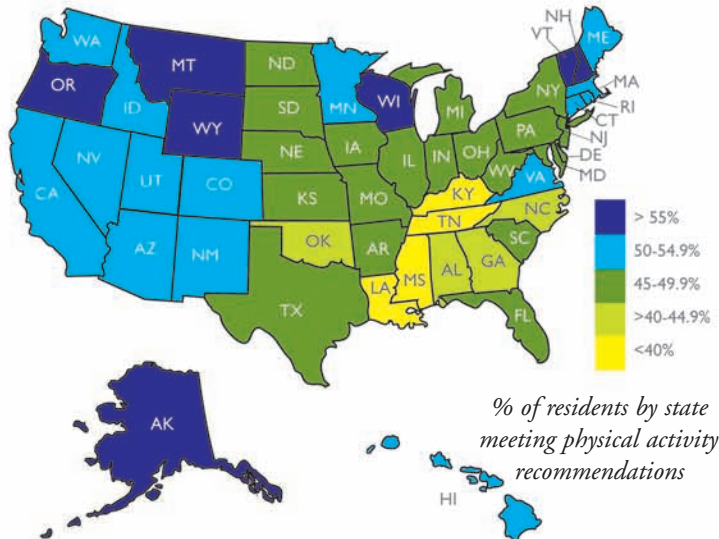 WA
OR
ID
MT
WY
NV
CA
UT
CO
AZ
NM
ND
SD
NE
KS
OK
TX
MN
IA
MO
AR
LA
WI
IL
MI
IN
OH
KY
TN
MS
AL
GA
FL
SC
NC
VA
WV
PA
NY
VT
NH
ME
MA
RI
CT
NJ
DE
MD
AK
HI
> 55%
50-54.9%
45-49.9%
>40-44.9%
<40%
% of residents by state
meeting physical activity
recommendations